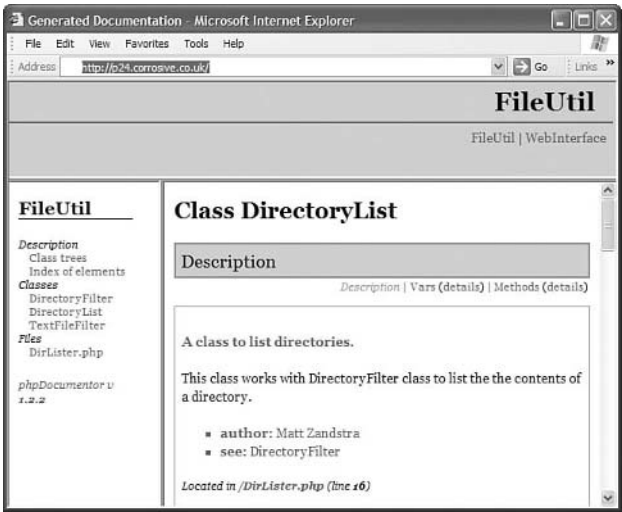 Generated Documentation - Microsoft Internet Explorer
File Edit View Favorites Tools Help
Address http://p24.corrosive.co.uk/ Go Links »
FileUtil
FileUtil | WebInterface
FileUtil
Description
Class trees
Index of elements
Classes
DirectoryFilter
DirectoryList
TextFileFilter
Files
DirLister.php
phpDocumentor v
1.2.2
Class DirectoryList
Description
Description | Vars (details) | Methods (details)
A class to list directories.
This class works with DirectoryFilter class to list the the contents of
a directory.
author: Matt Zandstra
see: DirectoryFilter
Located in /DirLister.php (line 16)